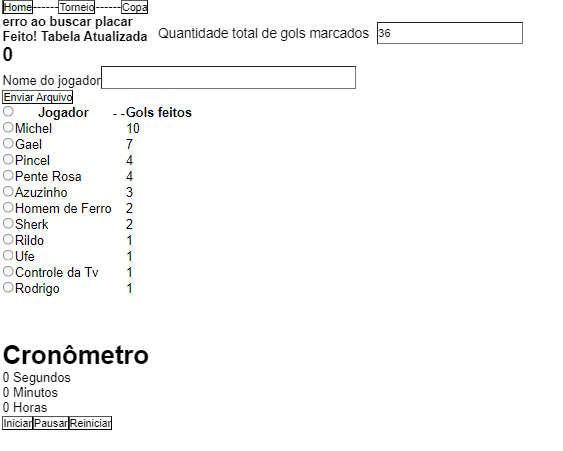 Home------Torneio------Copa
erro ao buscar placar
Feito! Tabela Atualizada
Quantidade total de gols marcados 36
0
Nome do jogador
Enviar Arquivo
Jogador - -Gols feitos
Michel 10
Gael 7
Pincel 4
Pente Rosa 4
Azuzinho 3
Homem de Ferro 2
Sherk 2
Rildo 1
Ufe 1
Controle da Tv 1
Rodrigo 1
Cronômetro
0 Segundos
0 Minutos
0 Horas
Iniciar Pausar Reiniciar